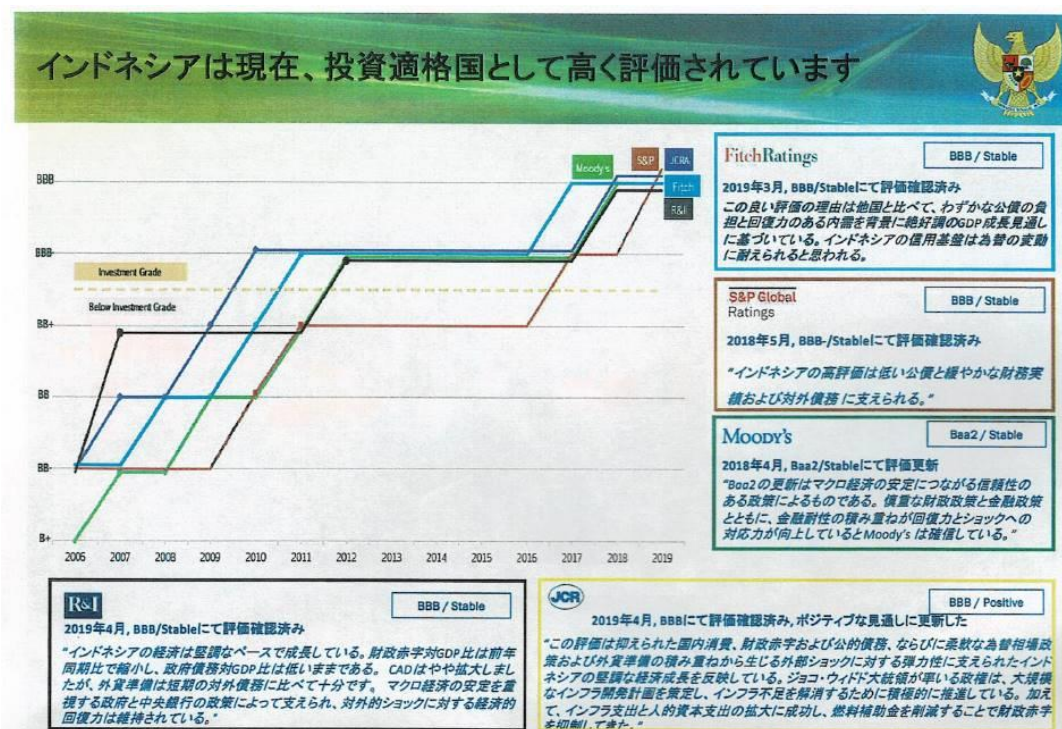 インドネシアは現在、投資適格国として高く評価されています
BBB
BBB-
BB+
BB
BB-
B+
Investment Grade
Below Investment Grade
Moody's
S&P
JCRA
Fitch
R&I
2006 2007 2008 2009 2010 2011 2012 2013 2014 2015 2016 2017 2018 2019
FitchRatings
BBB / Stable
2019年3月, BBB/Stableにて評価確認済み
この良い評価の理由は他国と比べて、わずかな公債の負
担と回復力のある内需を背景に絶好調のGDP成長見通し
に基づいている。インドネシアの信用基盤は為替の変動
に耐えられると思われる。
S&P Global
Ratings
BBB / Stable
2018年5月, BBB-/Stableにて評価確認済み
“インドネシアの高評価は低い公債と緩やかな財務実
績および対外債務 に支えられる。”
MOODY'S
Baa2 / Stable
2018年4月, Baa2/Stableにて評価更新
“Baa2の更新はマクロ経済の安定につながる信頼性の
ある政策によるものである。慎重な財政政策と金融政策
とともに、金融耐性の積み重ねが回復力とショックへの
対応力が向上しているとMoody's は確信している。”
R&I
BBB / Stable
2019年4月, BBB/Stableにて評価確認済み
“インドネシアの経済は堅調なペースで成長している。財政赤字対GDP比は前年
同期比で縮小し、政府債務対GDP比は低いままである。 CADはやや拡大しまし
たが、外貨準備は短期の対外債務に比べて十分です。 マクロ経済の安定を重
視する政府と中央銀行の政策によって支えられ、対外的ショックに対する経済的
回復力は維持されている。”
JCR
BBB / Positive
2019年4月, BBBにて評価確認済み, ポジティブな見通しに更新した
“この評価は抑えられた国内消費、財政赤字および公的債務、ならびに柔軟な為替相場政
策および外貨準備の積み重ねから生じる外部ショックに対する弾力性に支えられたインド
ネシアの堅調な経済成長を反映している。ジョコ・ウィドド大統領が率いる政権は、大規模
なインフラ開発計画を策定し、インフラ不足を解消するために積極的に推進している。加え
て、インフラ支出と人的資本支出の拡大に成功し、燃料補助金を削減することで財政赤字
を抑制してきた。”